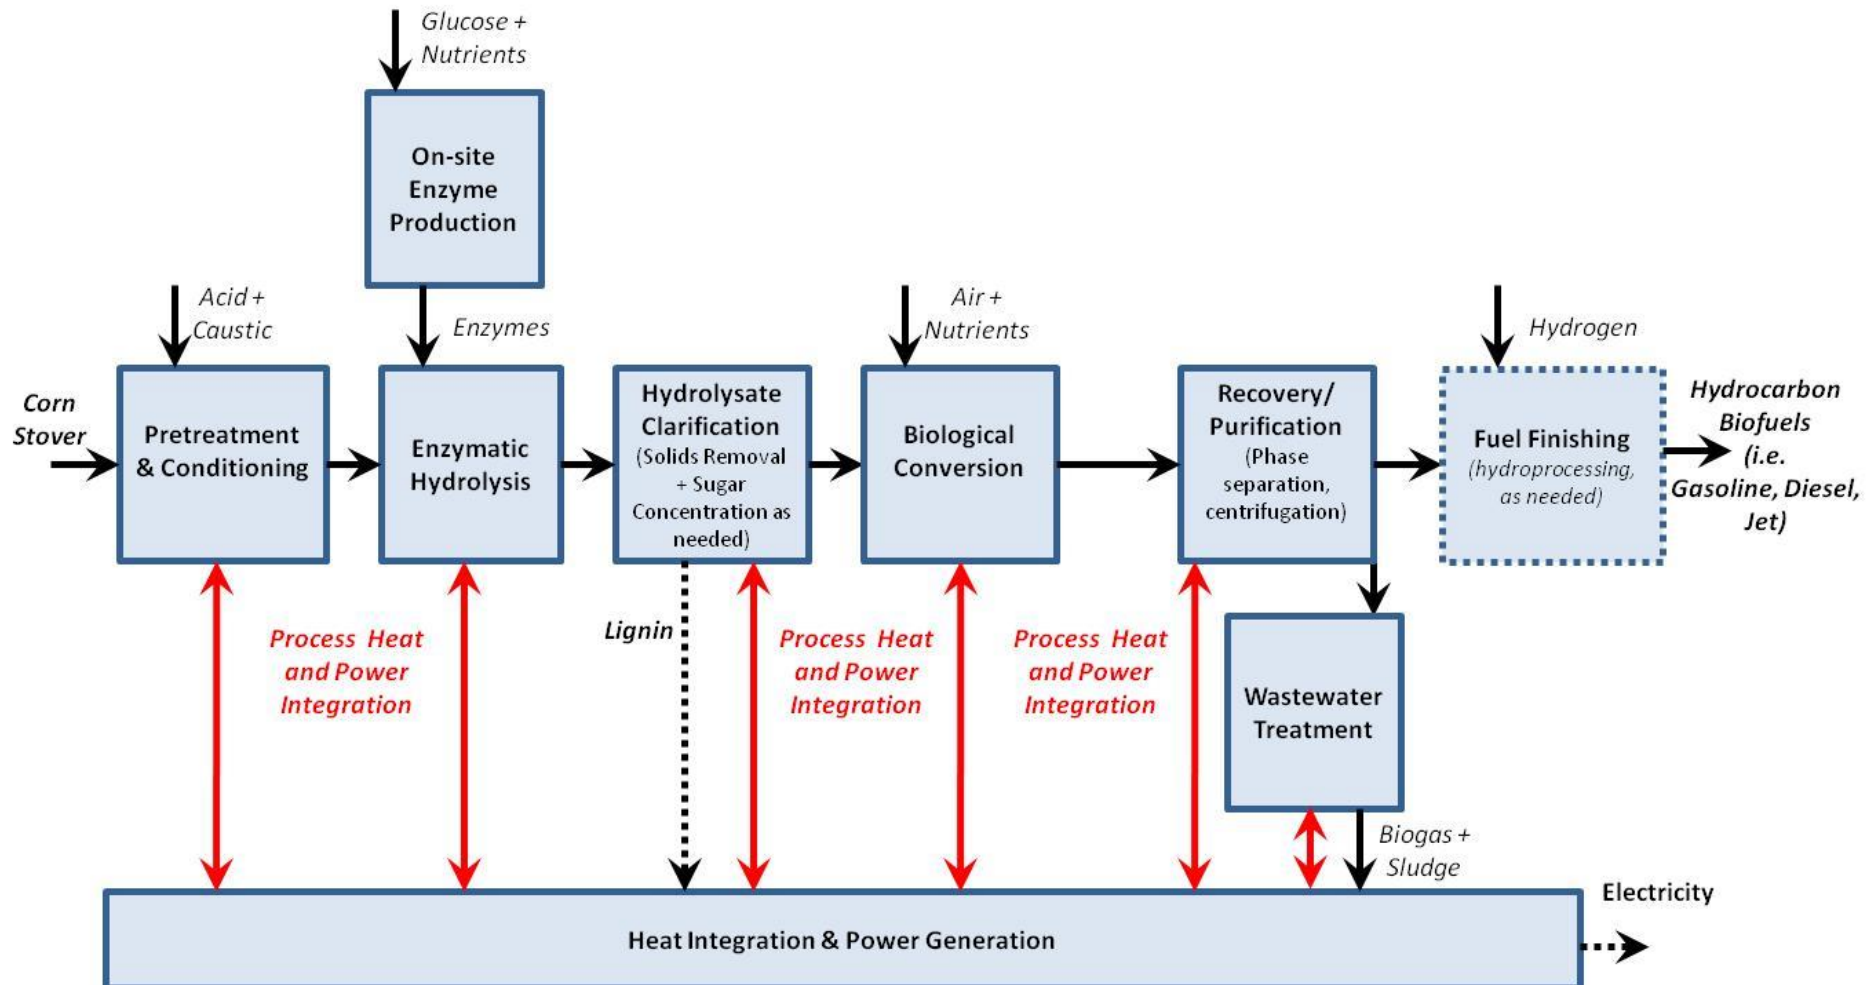 Glucose +
Nutrients
On-site
Enzyme
Production
Acid +
Caustic
Enzymes
Air +
Nutrients
Hydrogen
Corn
Stover
Pretreatment
& Conditioning
Enzymatic
Hydrolysis
Hydrolysate
Clarification
(Solids Removal
+ Sugar
Concentration as
needed)
Biological
Conversion
Recovery/
Purification
(Phase
separation,
centrifugation)
Fuel Finishing
(hydroprocessing,
as needed)
Hydrocarbon
Biofuels
(i.e.
Gasoline, Diesel,
Jet)
Process Heat
and Power
Integration
Lignin
Process Heat
and Power
Integration
Process Heat
and Power
Integration
Wastewater
Treatment
Biogas +
Sludge
Electricity
Heat Integration & Power Generation